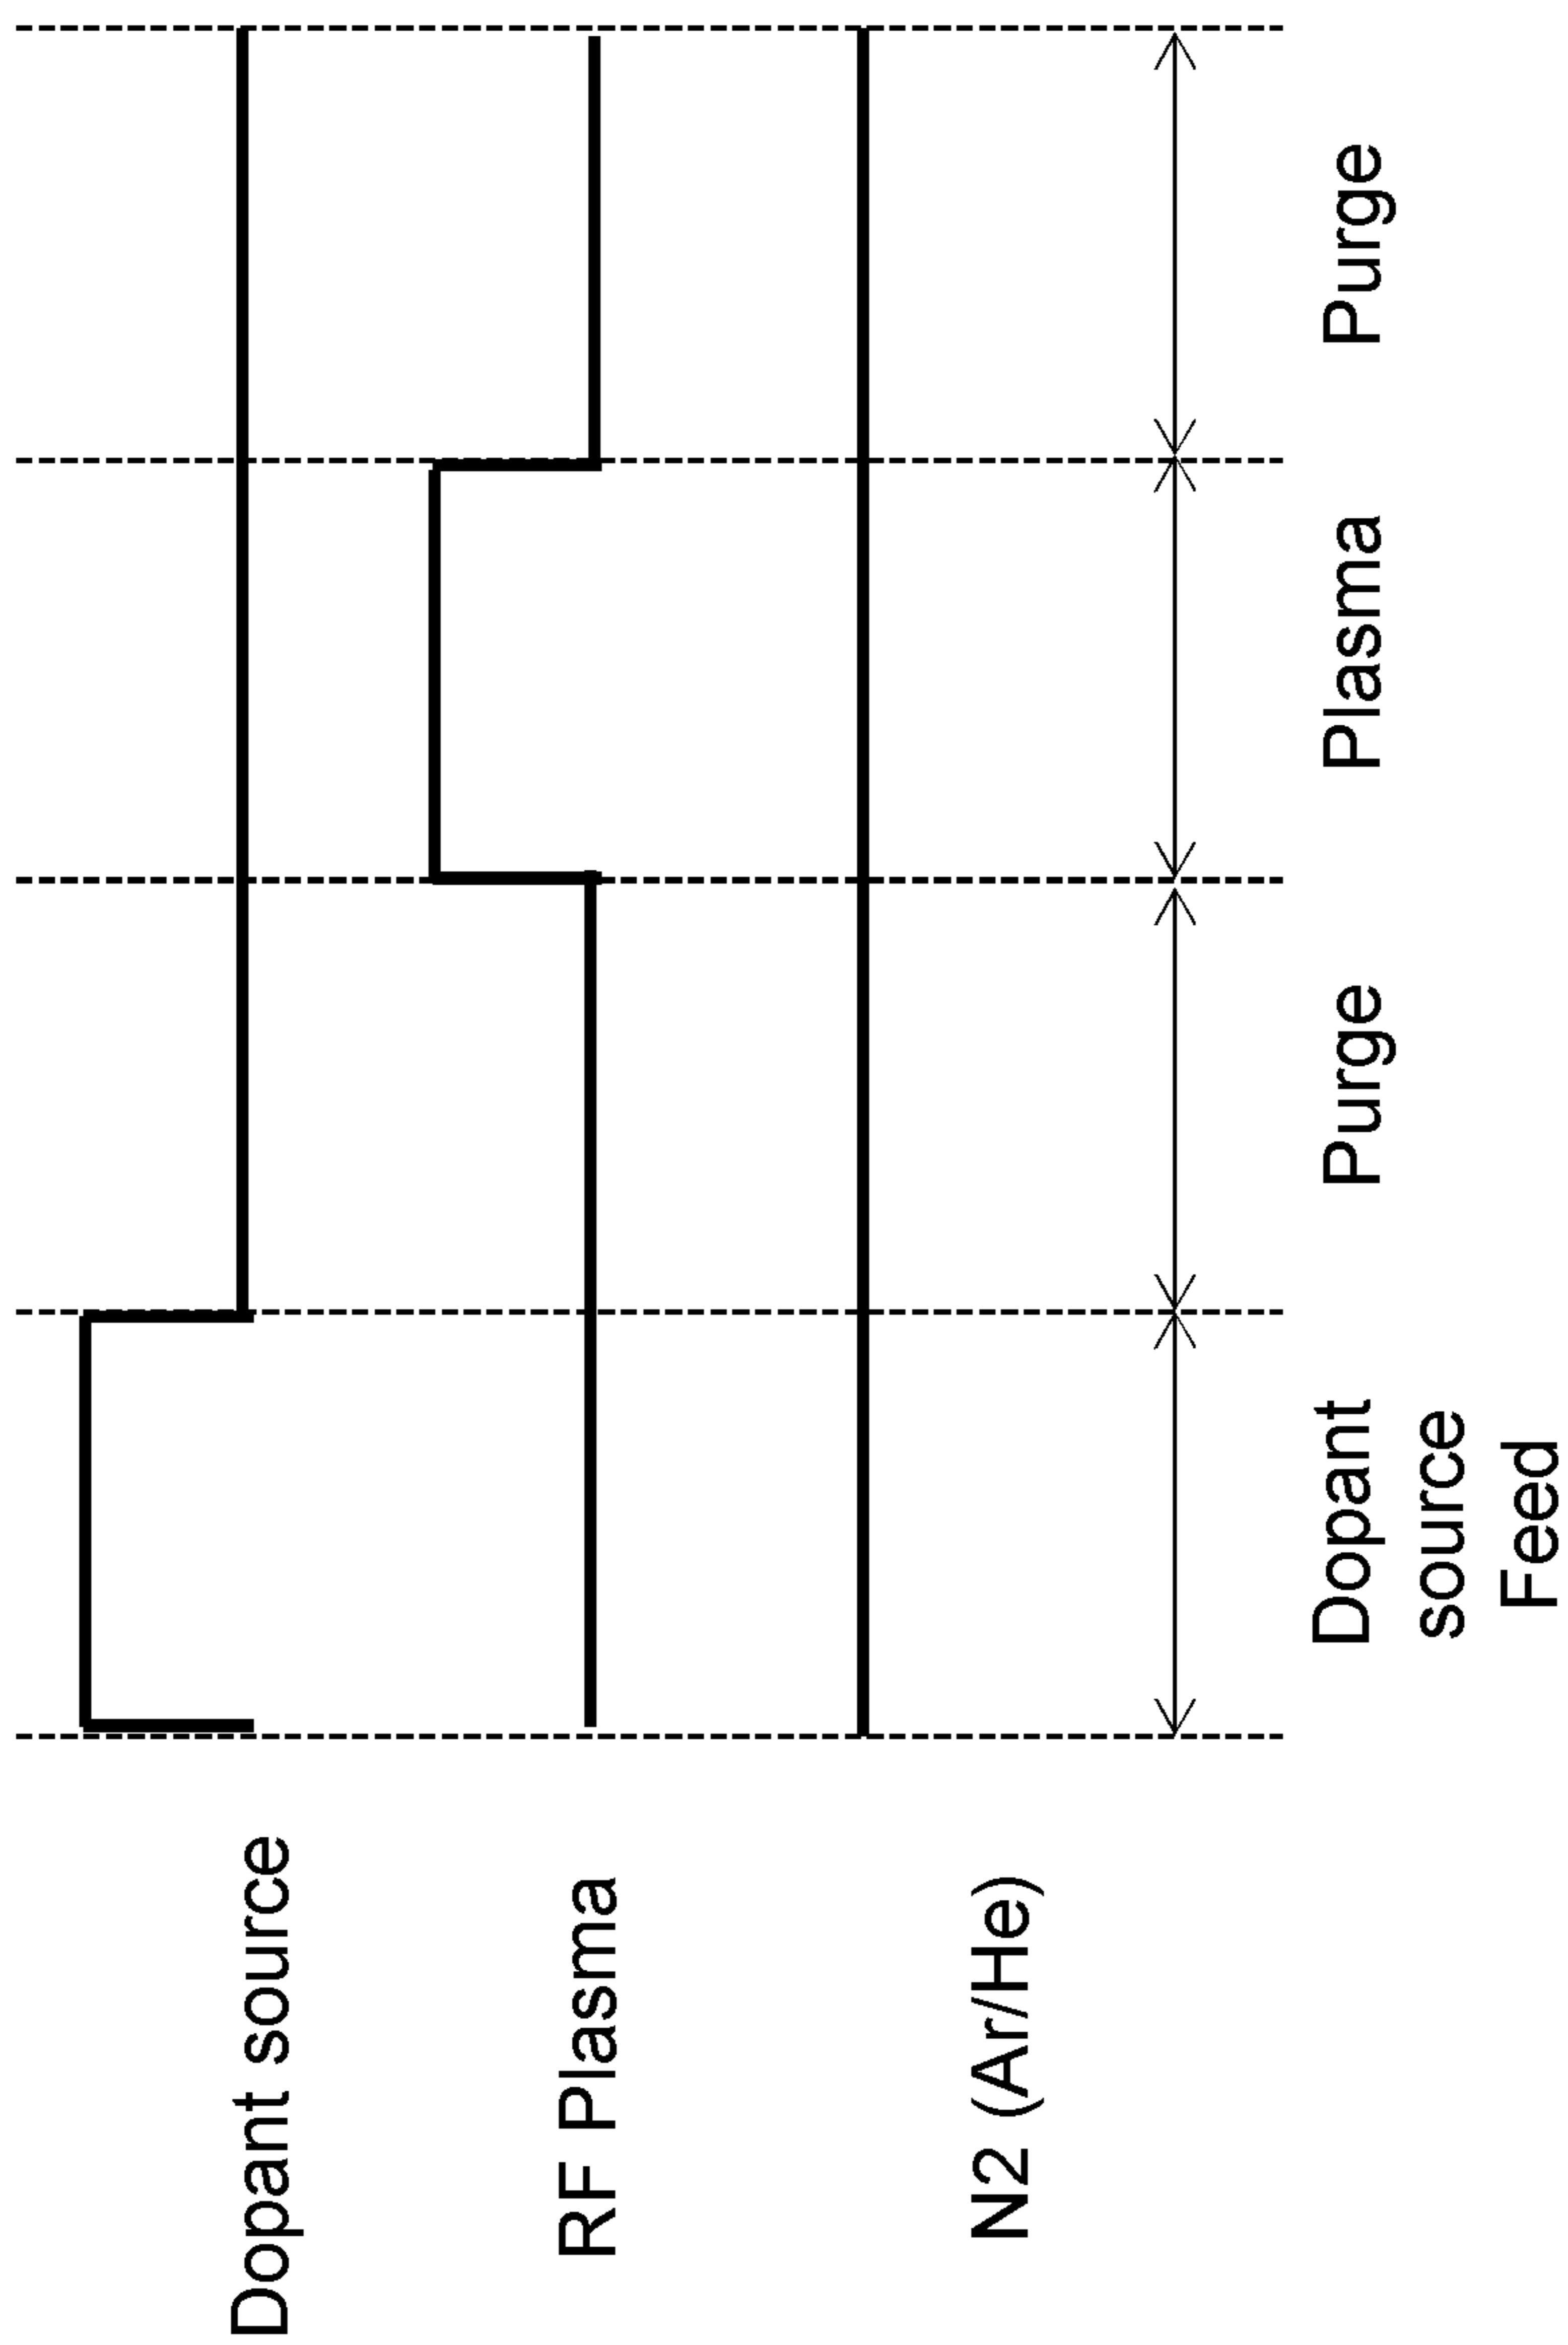 Dopant source
RF Plasma
N2 (Ar/He)
Dopant
source
Feed
Purge
Plasma
Purge